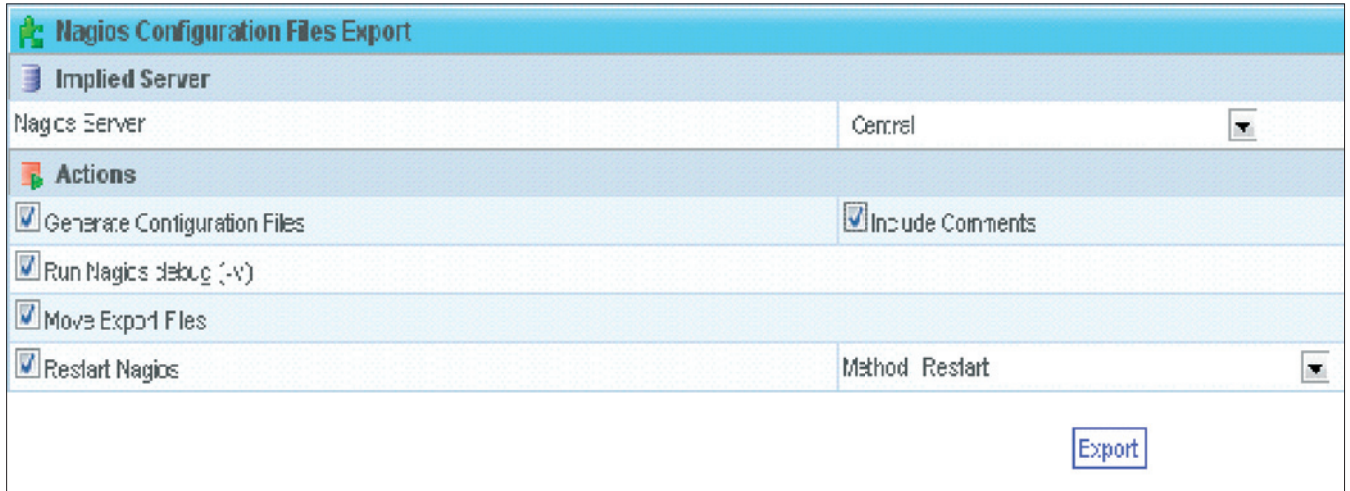 Nagios Configuration Files Export
Implied Server
Nagios Server Central
Actions
Generate Configuration Files Include Comments
Run Nagios debug (-v)
Move Export Files
Restart Nagios Method Restart
Export